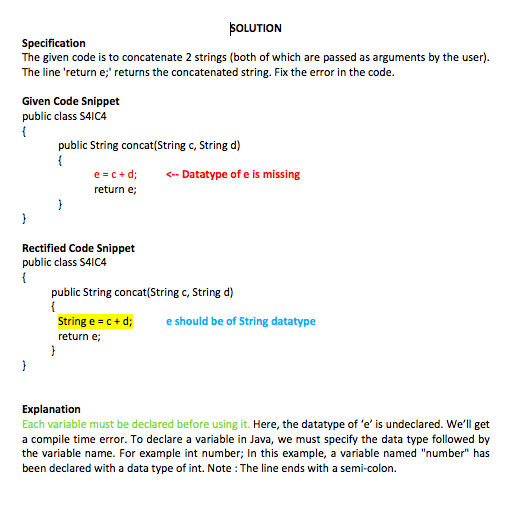 SOLUTION
Specification
The given code is to concatenate 2 strings (both of which are passed as arguments by the user).
The line 'return e;' returns the concatenated string. Fix the error in the code.
Given Code Snippet
public class S4IC4
{
public String concat(String c, String d)
{
e = c + d; <-- Datatype of e is missing
return e;
}
}
Rectified Code Snippet
public class S4IC4
{
public String concat(String c, String d)
{
String e = c + d; e should be of String datatype
return e;
}
}
Explanation
Each variable must be declared before using it. Here, the datatype of ‘e’ is undeclared. We’ll get
a compile time error. To declare a variable in Java, we must specify the data type followed by
the variable name. For example int number; In this example, a variable named "number" has
been declared with a data type of int. Note : The line ends with a semi-colon.